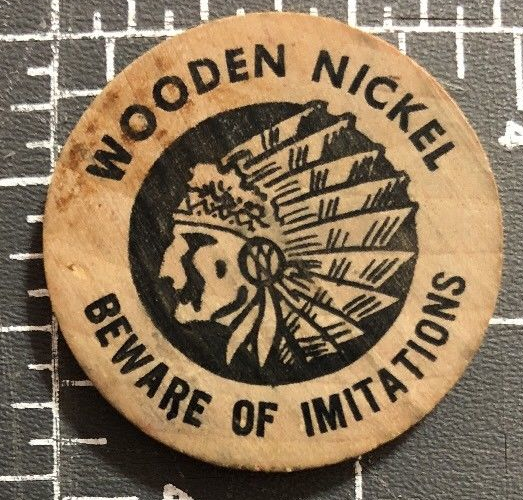 WOODEN NICKEL
BEWARE OF IMITATIONS